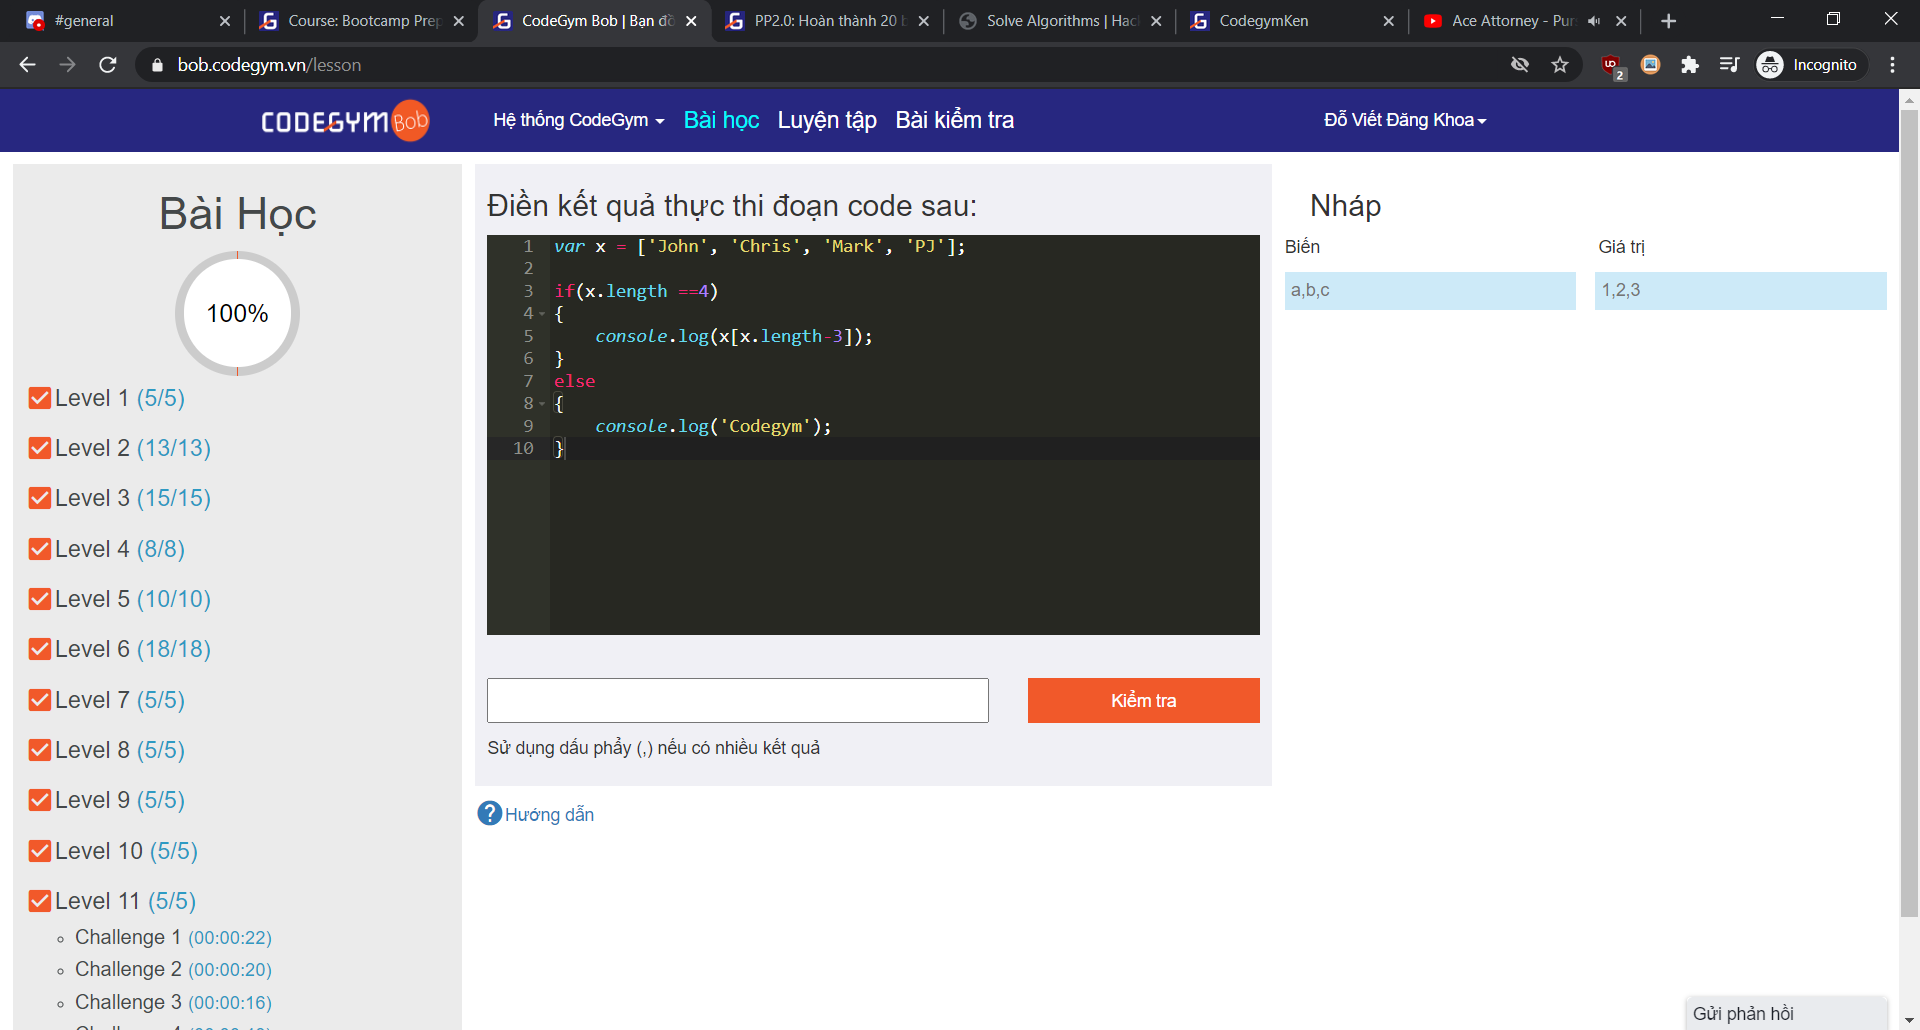 #general
Course: Bootcamp Prep
CodeGym Bob | Bạn đồ
PP2.0: Hoàn thành 20 b
Solve Algorithms | Hac
CodegymKen
Ace Attorney - Pur
bob.codegym.vn/lesson
2
Incognito
CODEGYM Bob
Hệ thống CodeGym
Bài học
Luyện tập
Bài kiểm tra
Đỗ Viết Đăng Khoa
Bài Học
100%
Level 1 (5/5)
Level 2 (13/13)
Level 3 (15/15)
Level 4 (8/8)
Level 5 (10/10)
Level 6 (18/18)
Level 7 (5/5)
Level 8 (5/5)
Level 9 (5/5)
Level 10 (5/5)
Level 11 (5/5)
Challenge 1 (00:00:22)
Challenge 2 (00:00:20)
Challenge 3 (00:00:16)
Điền kết quả thực thi đoạn code sau:
1 var x = ['John', 'Chris', 'Mark', 'PJ'];
2
3 if(x.length ==4)
4 {
5 console.log(x[x.length-3]);
6 }
7 else
8 {
9 console.log('Codegym');
10 }
Kiểm tra
Sử dụng dấu phẩy (,) nếu có nhiều kết quả
? Hướng dẫn
Nháp
Biến
Giá trị
a,b,c
1,2,3
Gửi phản hồi